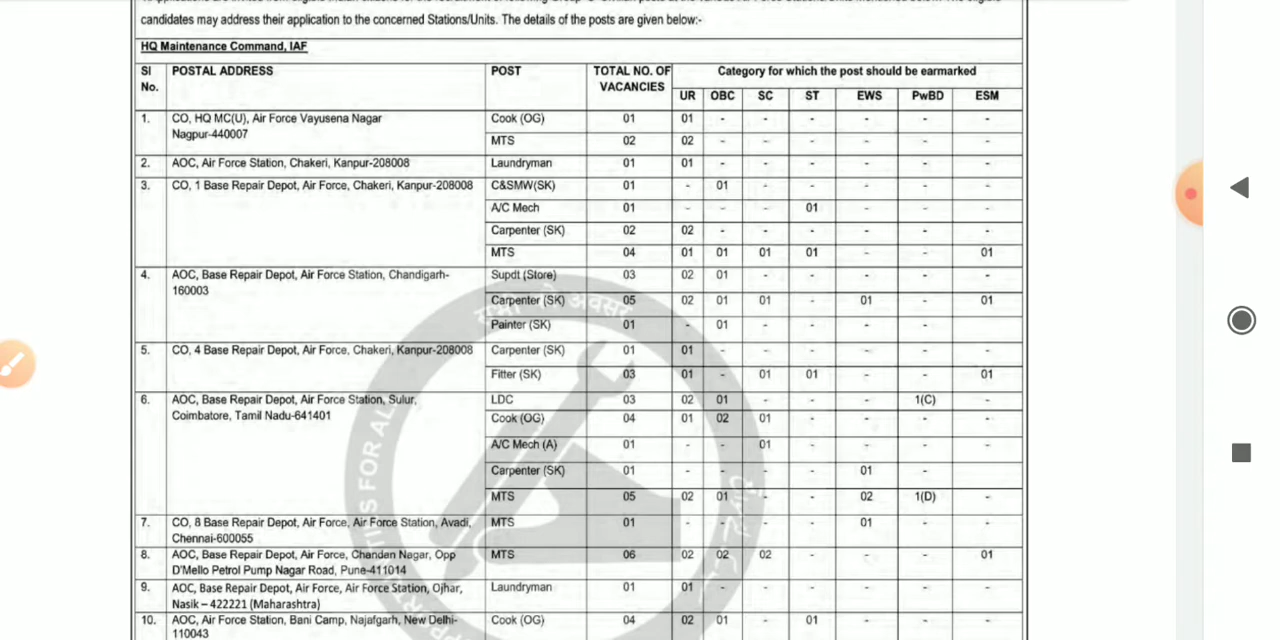 candidates may address their application to the concerned Stations/Units. The details of the posts are given below:-
HQ Maintenance Command, IAF
Sl No. POSTAL ADDRESS POST TOTAL NO. OF VACANCIES Category for which the post should be earmarked
UR OBC SC ST EWS PwBD ESM
1. CO, HQ MC(U), Air Force Vayusena Nagar Cook (OG) 01 01 - - - - - -
Nagpur-440007 MTS 02 02 - - - - - -
2. AOC, Air Force Station, Chakeri, Kanpur-208008 Laundryman 01 01 - - - - - -
3. CO, 1 Base Repair Depot, Air Force, Chakeri, Kanpur-208008 C&SMW(SK) 01 - 01 - - - - -
A/C Mech 01 - - - 01 - - -
Carpenter (SK) 02 02 - - - - - -
MTS 04 01 01 01 01 - - 01
4. AOC, Base Repair Depot, Air Force Station, Chandigarh- Supdt (Store) 03 02 01 - - - - -
160003 Carpenter (SK) 05 02 01 01 - 01 - 01
Painter (SK) 01 - 01 - - - -
5. CO, 4 Base Repair Depot, Air Force, Chakeri, Kanpur-208008 Carpenter (SK) 01 01 - - - - - -
Fitter (SK) 03 01 - 01 01 - - 01
6. AOC, Base Repair Depot, Air Force Station, Sulur, LDC 03 02 01 - - - 1(C) -
Coimbatore, Tamil Nadu-641401 Cook (OG) 04 01 02 01 - - - -
A/C Mech (A) 01 - - 01 - - - -
Carpenter (SK) 01 - - - - 01 -
MTS 05 02 01 - - 02 1(D) -
7. CO, 8 Base Repair Depot, Air Force, Air Force Station, Avadi, MTS 01 - - - - 01 - -
Chennai-600055
8. AOC, Base Repair Depot, Air Force, Chandan Nagar, Opp MTS 06 02 02 02 - - - 01
D'Mello Petrol Pump Nagar Road, Pune-411014
9. AOC, Base Repair Depot, Air Force, Air Force Station, Ojhar, Laundryman 01 01 - - - - - -
Nasik – 422221 (Maharashtra)
10. AOC, Air Force Station, Bani Camp, Najafgarh, New Delhi- Cook (OG) 04 02 01 - 01 - - -
110043